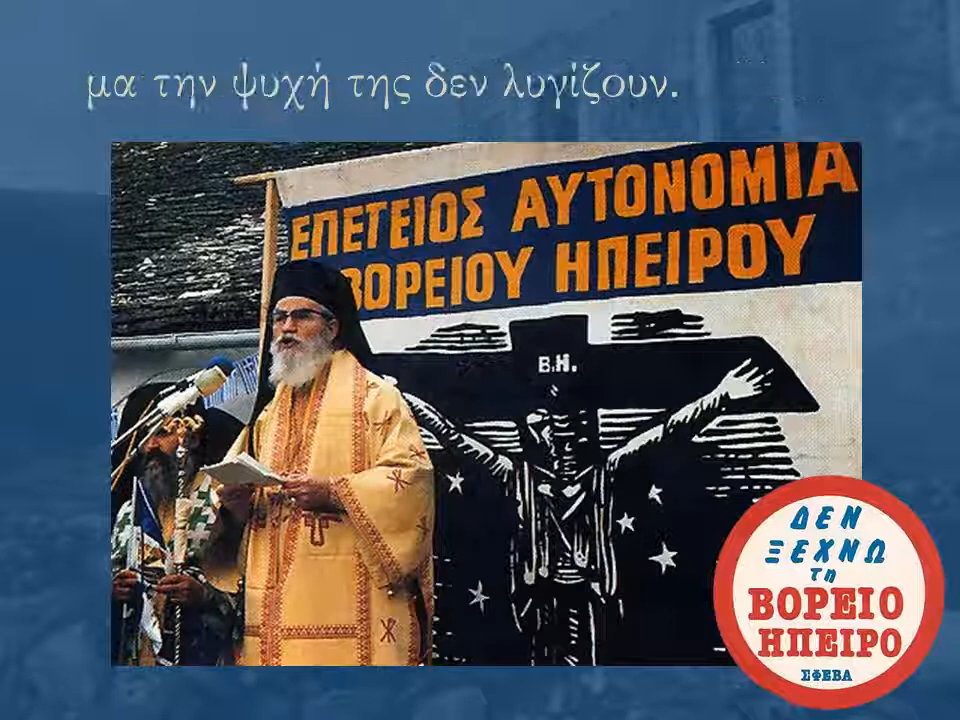 μα την ψυχή της δεν λυγίζουν.
ΕΠΕΤΕΙΟΣ ΑΥΤΟΝΟΜΙΑ
ΒΟΡΕΙΟΥ ΗΠΕΙΡΟΥ
Β.Η.
ΔΕΝ
ΞΕΧΝΩ
τη
ΒΟΡΕΙΟ
ΗΠΕΙΡΟ
ΣΦΕΒΑ